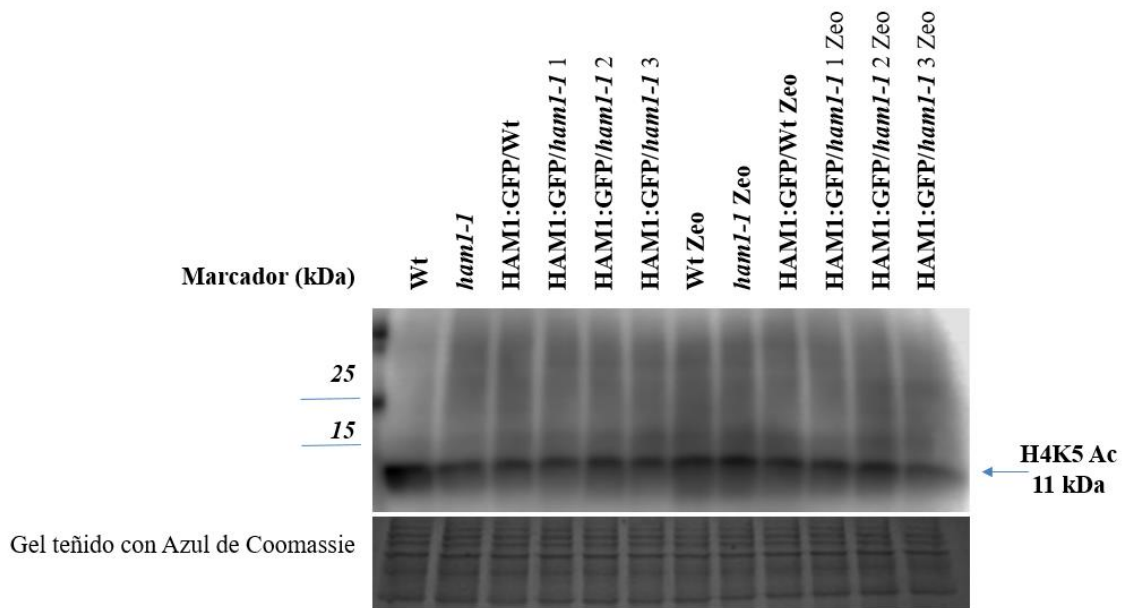 Wt
ham1-1
HAM1:GFP/Wt
HAM1:GFP/ham1-1 1
HAM1:GFP/ham1-1 2
HAM1:GFP/ham1-1 3
Wt Zeo
ham1-1 Zeo
HAM1:GFP/Wt Zeo
HAM1:GFP/ham1-1 1 Zeo
HAM1:GFP/ham1-1 2 Zeo
HAM1:GFP/ham1-1 3 Zeo
Marcador (kDa)
25
15
H4K5 Ac
11 kDa
Gel teñido con Azul de Coomassie